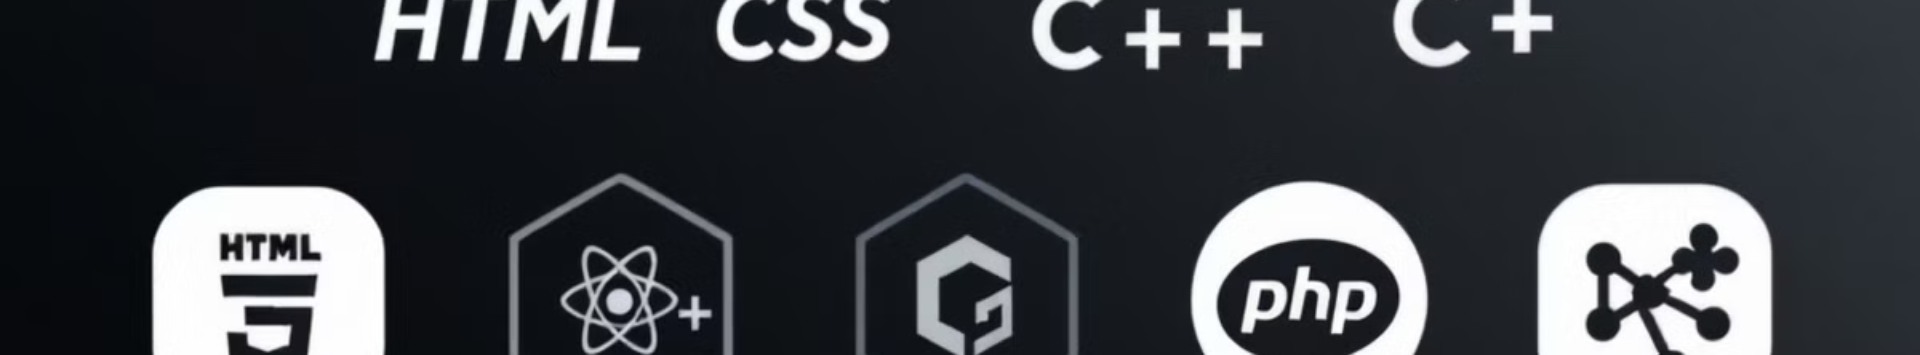 HTML CSS C++ C+
HTML
+
php